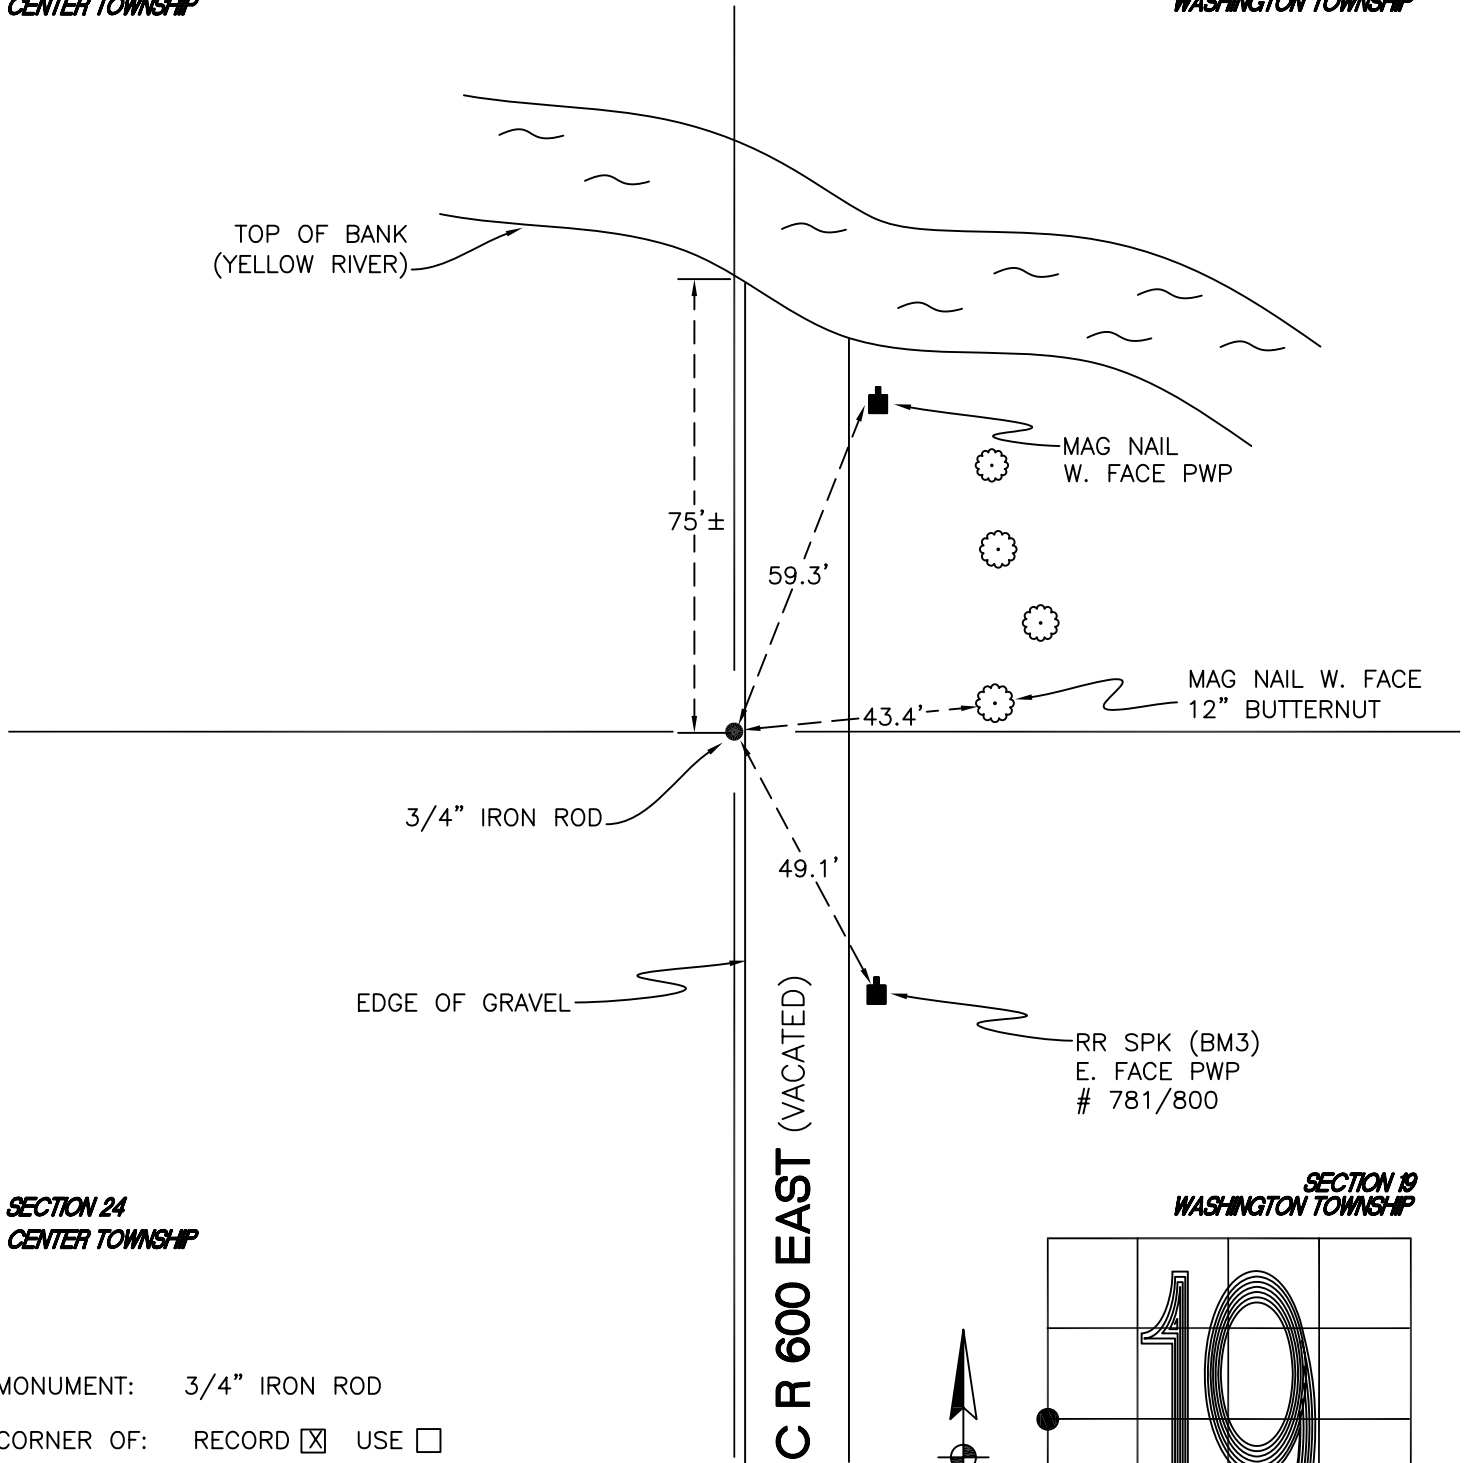 CENTER TOWNSHIP
WASHINGTON TOWNSHIP
TOP OF BANK
(YELLOW RIVER)
MAG NAIL
W. FACE PWP
75'±
59.3'
MAG NAIL W. FACE
12" BUTTERNUT
43.4'
3/4" IRON ROD
49.1'
EDGE OF GRAVEL
RR SPK (BM3)
E. FACE PWP
# 781/800
C R 600 EAST (VACATED)
SECTION 24
CENTER TOWNSHIP
SECTION 19
WASHINGTON TOWNSHIP
19
MONUMENT: 3/4" IRON ROD
CORNER OF: RECORD X USE